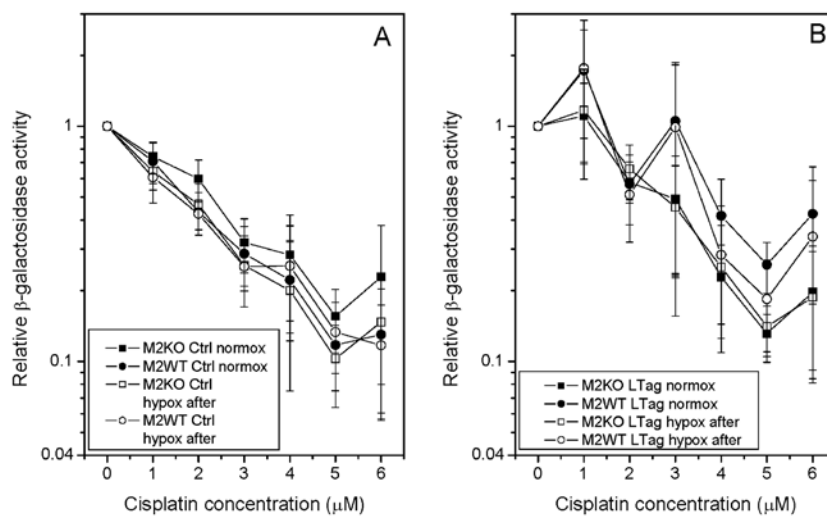 A
Relative β-galactosidase activity
1
0.1
0.04
M2KO Ctrl normox
M2WT Ctrl normox
M2KO Ctrl
hypox after
M2WT Ctrl
hypox after
0 1 2 3 4 5 6
Cisplatin concentration (μM)
B
Relative β-galactosidase activity
1
0.1
0.04
M2KO LTag normox
M2WT LTag normox
M2KO LTag hypox after
M2WT LTag hypox after
0 1 2 3 4 5 6
Cisplatin concentration (μM)